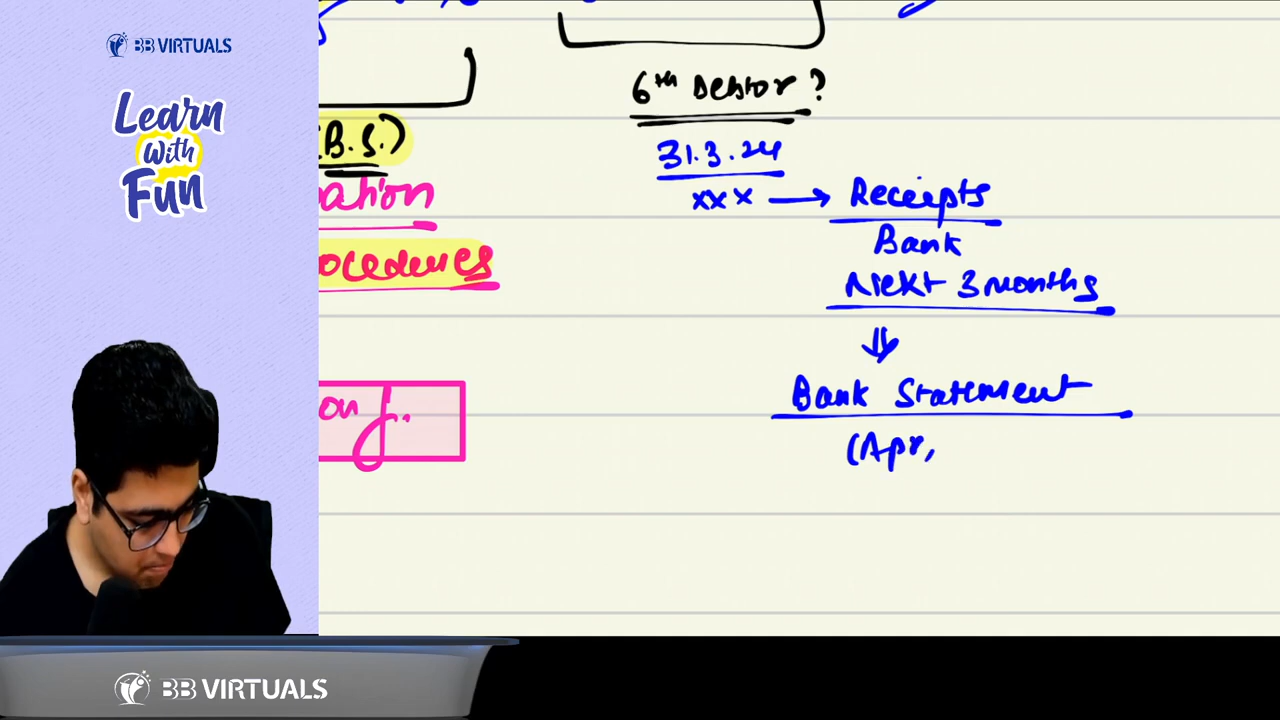 BB VIRTUALS
Learn
With
Fun
6th Debtor ?
(B.S.)
31.3.24
xxx → Receipts
ation
Bank
ocedures
Next 3 months
⇓
Bank Statement
on
(Apr,
BB VIRTUALS